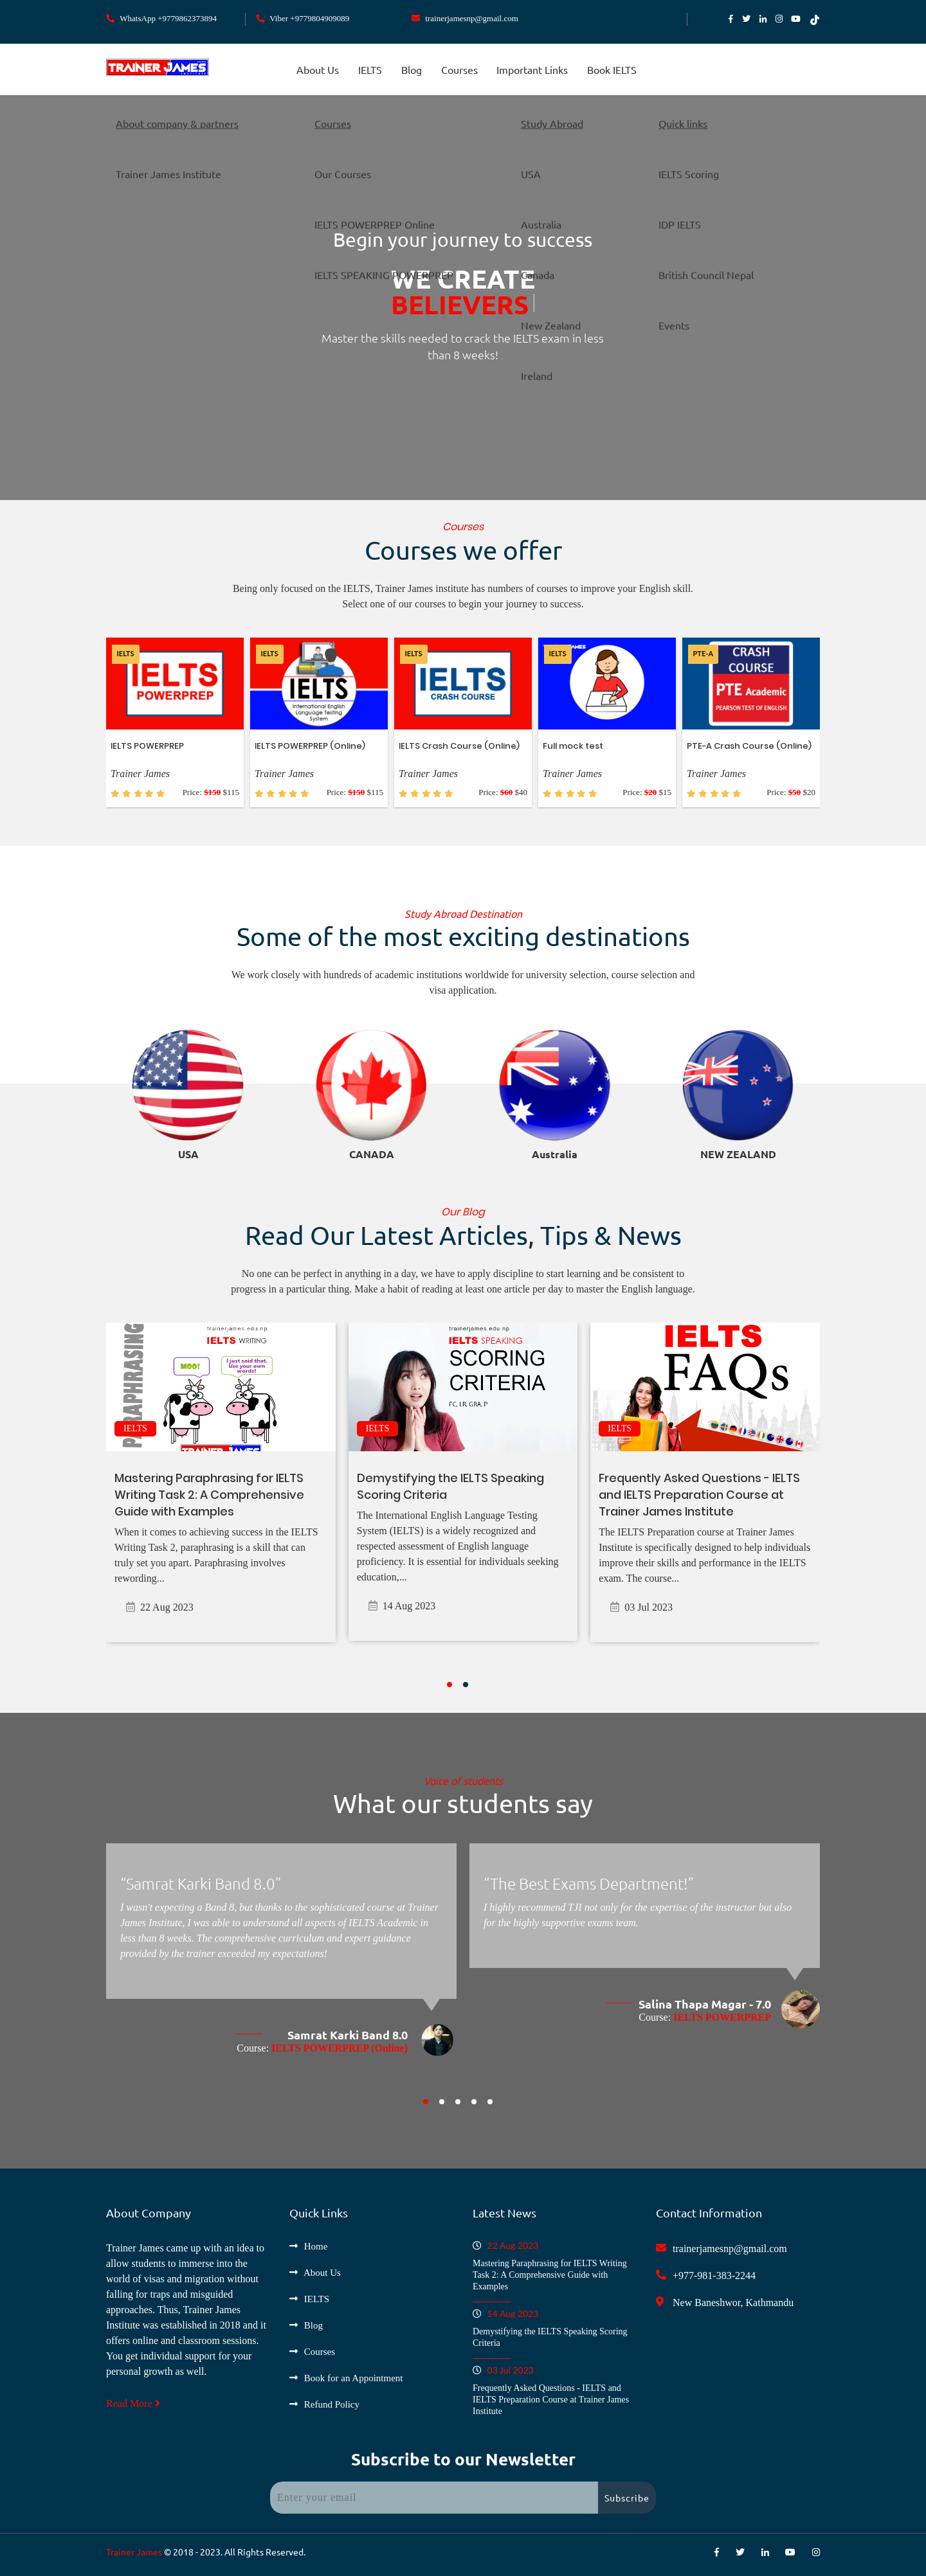 WhatsApp +9779862373894
Viber +9779804909089
trainerjamesnp@gmail.com
TRAINER JAMES
About Us
IELTS
Blog
Courses
Important Links
Book IELTS
About company & partners
Trainer James Institute
Courses
Our Courses
IELTS POWERPREP Online
IELTS SPEAKING POWERPREP
Study Abroad
USA
Australia
Canada
New Zealand
Ireland
Quick links
IELTS Scoring
IDP IELTS
British Council Nepal
Events
Begin your journey to success
WE CREATE
BELIEVERS
Master the skills needed to crack the IELTS exam in less
than 8 weeks!
Courses
Courses we offer
Being only focused on the IELTS, Trainer James institute has numbers of courses to improve your English skill.
Select one of our courses to begin your journey to success.
IELTS
IELTS
POWERPREP
IELTS POWERPREP
Trainer James
Price: $150 $115
IELTS
IELTS
International English
Language Testing
System
IELTS POWERPREP (Online)
Trainer James
Price: $150 $115
IELTS
IELTS
CRASH COURSE
IELTS Crash Course (Online)
Trainer James
Price: $60 $40
IELTS
Full mock test
Trainer James
Price: $20 $15
PTE-A
CRASH
COURSE
PTE Academic
PEARSON TEST OF ENGLISH
PTE-A Crash Course (Online)
Trainer James
Price: $50 $20
Study Abroad Destination
Some of the most exciting destinations
We work closely with hundreds of academic institutions worldwide for university selection, course selection and
visa application.
USA
CANADA
Australia
NEW ZEALAND
Our Blog
Read Our Latest Articles, Tips & News
No one can be perfect in anything in a day, we have to apply discipline to start learning and be consistent to
progress in a particular thing. Make a habit of reading at least one article per day to master the English language.
trainerjames.edu.np
IELTS WRITING
PARAPHRASING
MOO!
I just said that.
Use your own
words!
TRAINER JAMES
IELTS
Mastering Paraphrasing for IELTS
Writing Task 2: A Comprehensive
Guide with Examples
When it comes to achieving success in the IELTS
Writing Task 2, paraphrasing is a skill that can
truly set you apart. Paraphrasing involves
rewording...
22 Aug 2023
trainerjames.edu.np
IELTS SPEAKING
SCORING
CRITERIA
FC, LR, GRA, P
IELTS
Demystifying the IELTS Speaking
Scoring Criteria
The International English Language Testing
System (IELTS) is a widely recognized and
respected assessment of English language
proficiency. It is essential for individuals seeking
education,...
14 Aug 2023
IELTS
FAQs
IELTS
Frequently Asked Questions - IELTS
and IELTS Preparation Course at
Trainer James Institute
The IELTS Preparation course at Trainer James
Institute is specifically designed to help individuals
improve their skills and performance in the IELTS
exam. The course...
03 Jul 2023
Voice of students
What our students say
“Samrat Karki Band 8.0”
I wasn't expecting a Band 8, but thanks to the sophisticated course at Trainer
James Institute, I was able to understand all aspects of IELTS Academic in
less than 8 weeks. The comprehensive curriculum and expert guidance
provided by the trainer exceeded my expectations!
Samrat Karki Band 8.0
Course: IELTS POWERPREP (Online)
“The Best Exams Department!”
I highly recommend TJI not only for the expertise of the instructor but also
for the highly supportive exams team.
Salina Thapa Magar - 7.0
Course: IELTS POWERPREP
About Company
Trainer James came up with an idea to
allow students to immerse into the
world of visas and migration without
falling for traps and misguided
approaches. Thus, Trainer James
Institute was established in 2018 and it
offers online and classroom sessions.
You get individual support for your
personal growth as well.
Read More
Quick Links
Home
About Us
IELTS
Blog
Courses
Book for an Appointment
Refund Policy
Latest News
22 Aug 2023
Mastering Paraphrasing for IELTS Writing
Task 2: A Comprehensive Guide with
Examples
14 Aug 2023
Demystifying the IELTS Speaking Scoring
Criteria
03 Jul 2023
Frequently Asked Questions - IELTS and
IELTS Preparation Course at Trainer James
Institute
Contact Information
trainerjamesnp@gmail.com
+977-981-383-2244
New Baneshwor, Kathmandu
Subscribe to our Newsletter
Enter your email
Subscribe
Trainer James © 2018 - 2023. All Rights Reserved.